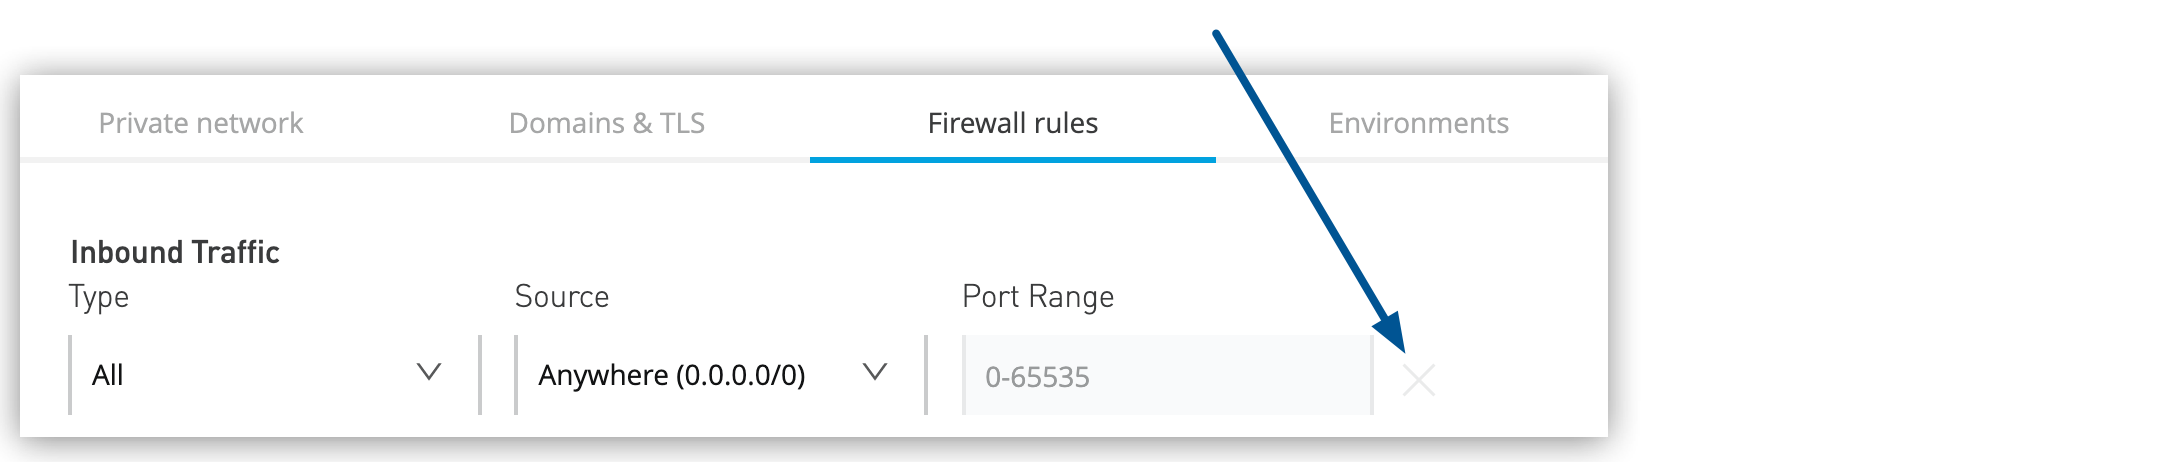 Private network Domains & TLS Firewall rules Environments
Inbound Traffic
Type Source Port Range
All Anywhere (0.0.0.0/0) 0-65535